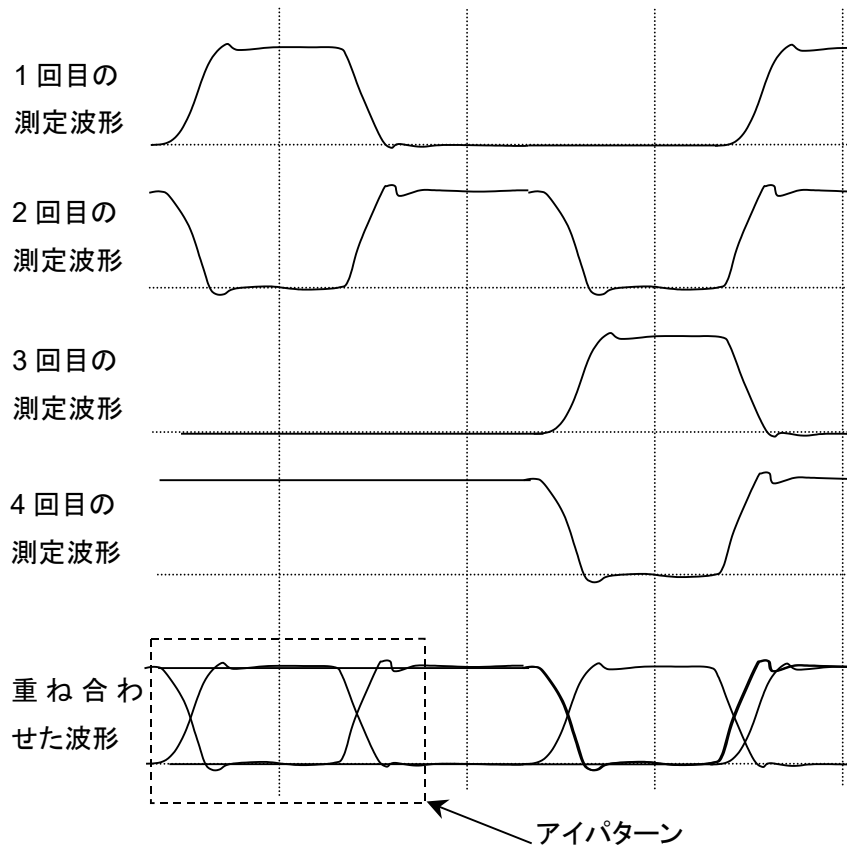 1 回目の
測定波形
2 回目の
測定波形
3 回目の
測定波形
4 回目の
測定波形
重 ね 合 わ
せた波形
アイパターン